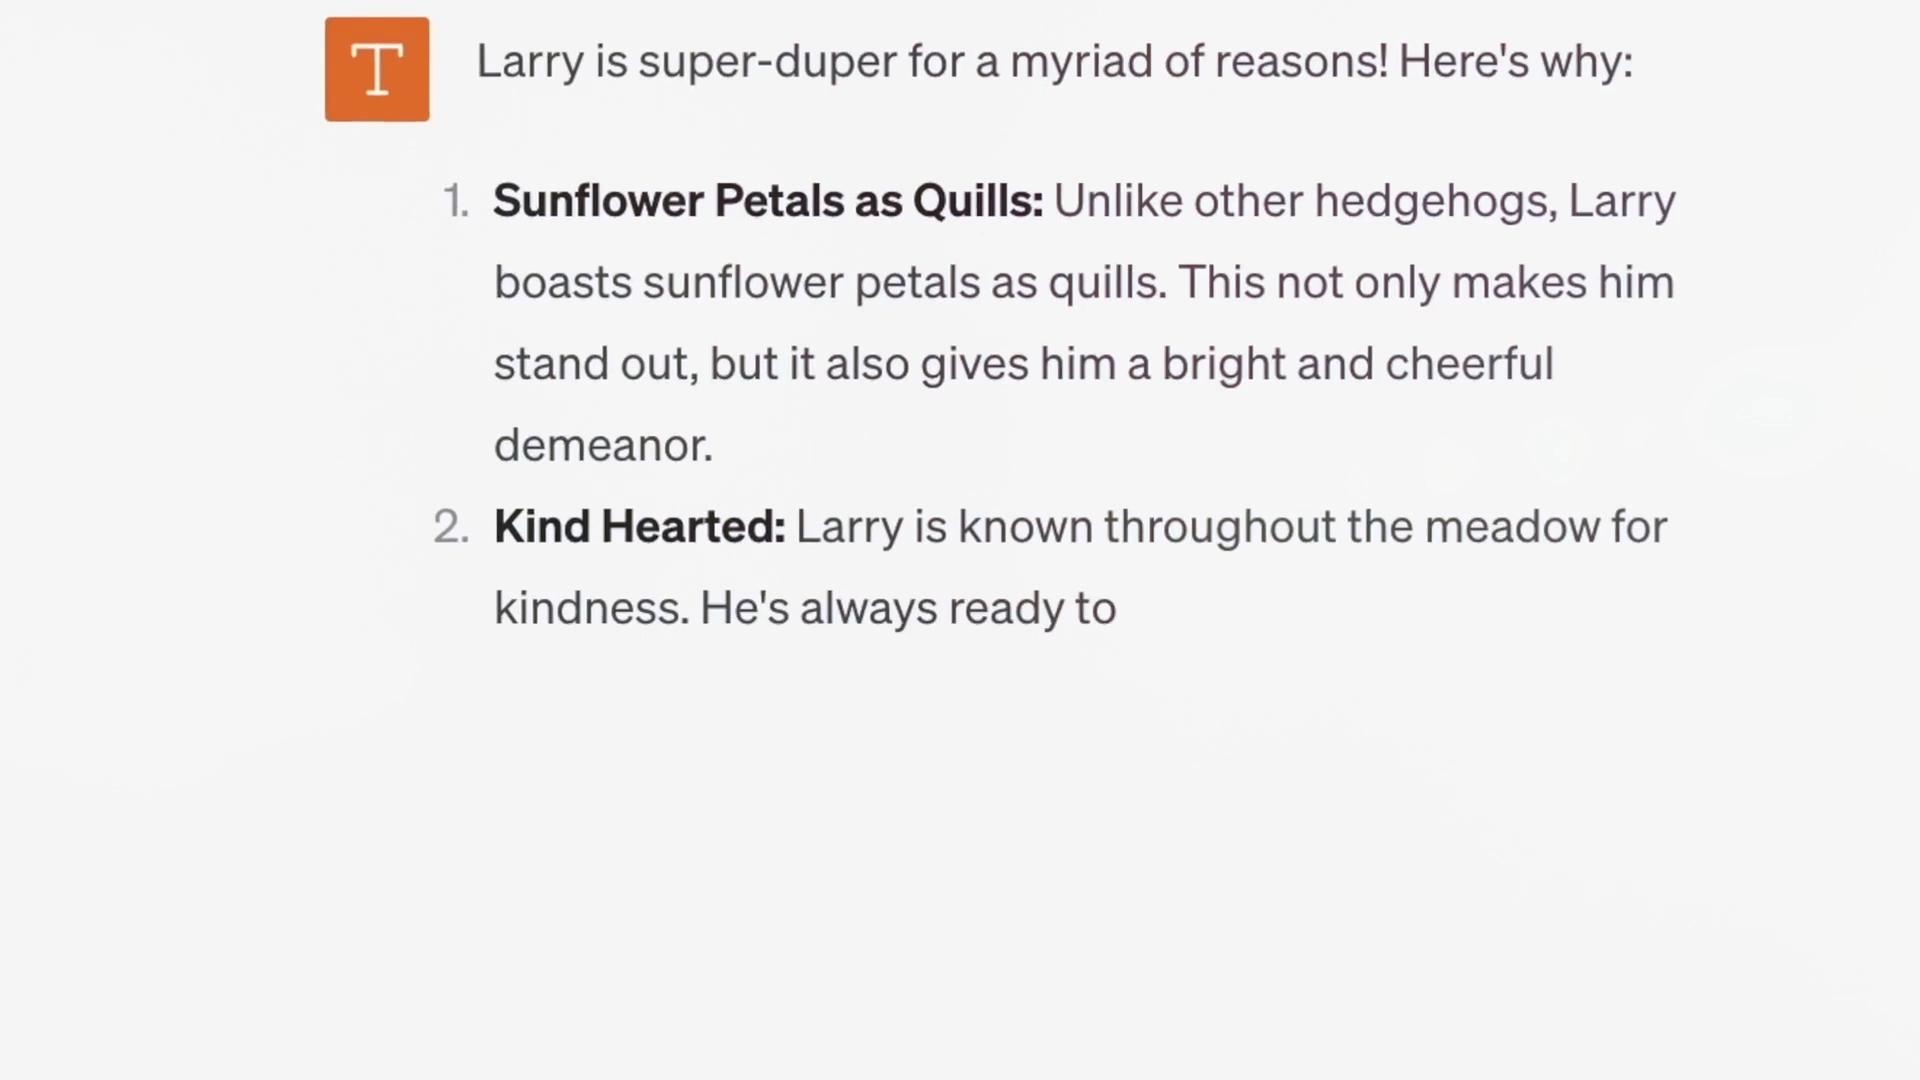 T
Larry is super-duper for a myriad of reasons! Here's why:
1. Sunflower Petals as Quills: Unlike other hedgehogs, Larry
boasts sunflower petals as quills. This not only makes him
stand out, but it also gives him a bright and cheerful
demeanor.
2. Kind Hearted: Larry is known throughout the meadow for
kindness. He's always ready to